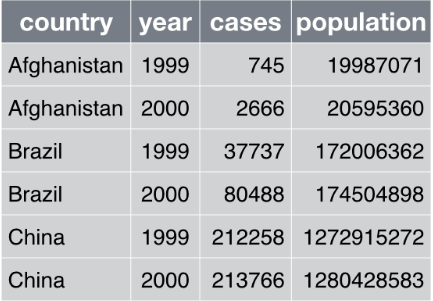 country year cases population
Afghanistan 1999 745 19987071
Afghanistan 2000 2666 20595360
Brazil 1999 37737 172006362
Brazil 2000 80488 174504898
China 1999 212258 1272915272
China 2000 213766 1280428583